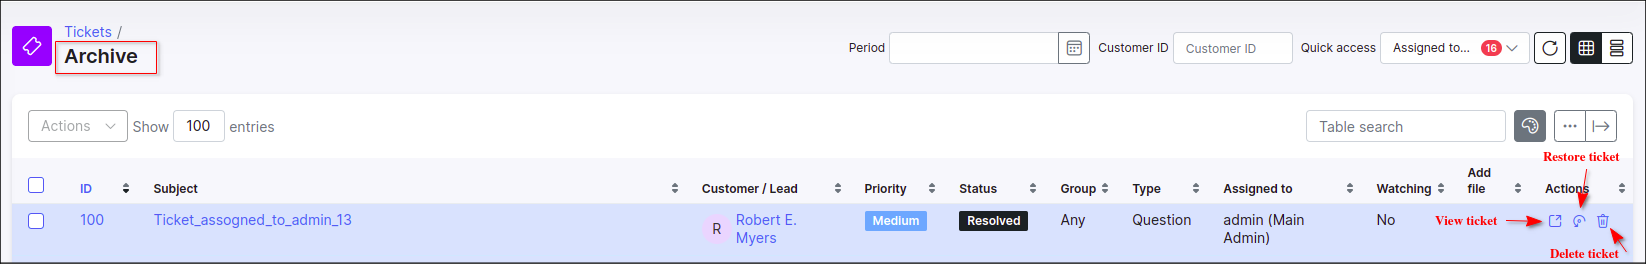 Tickets /
Archive
Period
Customer ID Customer ID
Quick access Assigned to... 16
Actions Show 100 entries
Table search
Restore ticket
ID Subject Customer / Lead Priority Status Group Type Assigned to Watching Add file Actions
100 Ticket_assogned_to_admin_13 R Robert E. Myers Medium Resolved Any Question admin (Main Admin) No
View ticket
Delete ticket